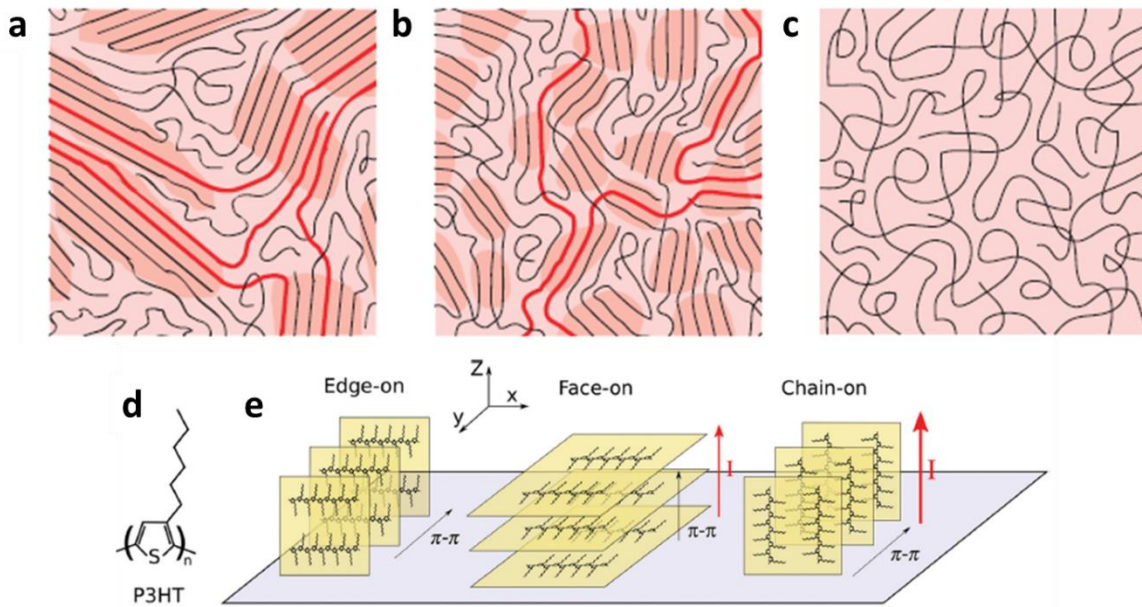 a
b
c
d
e
Edge-on
Z
x
y
Face-on
Chain-on
I
I
π-π
π-π
π-π
S
n
P3HT